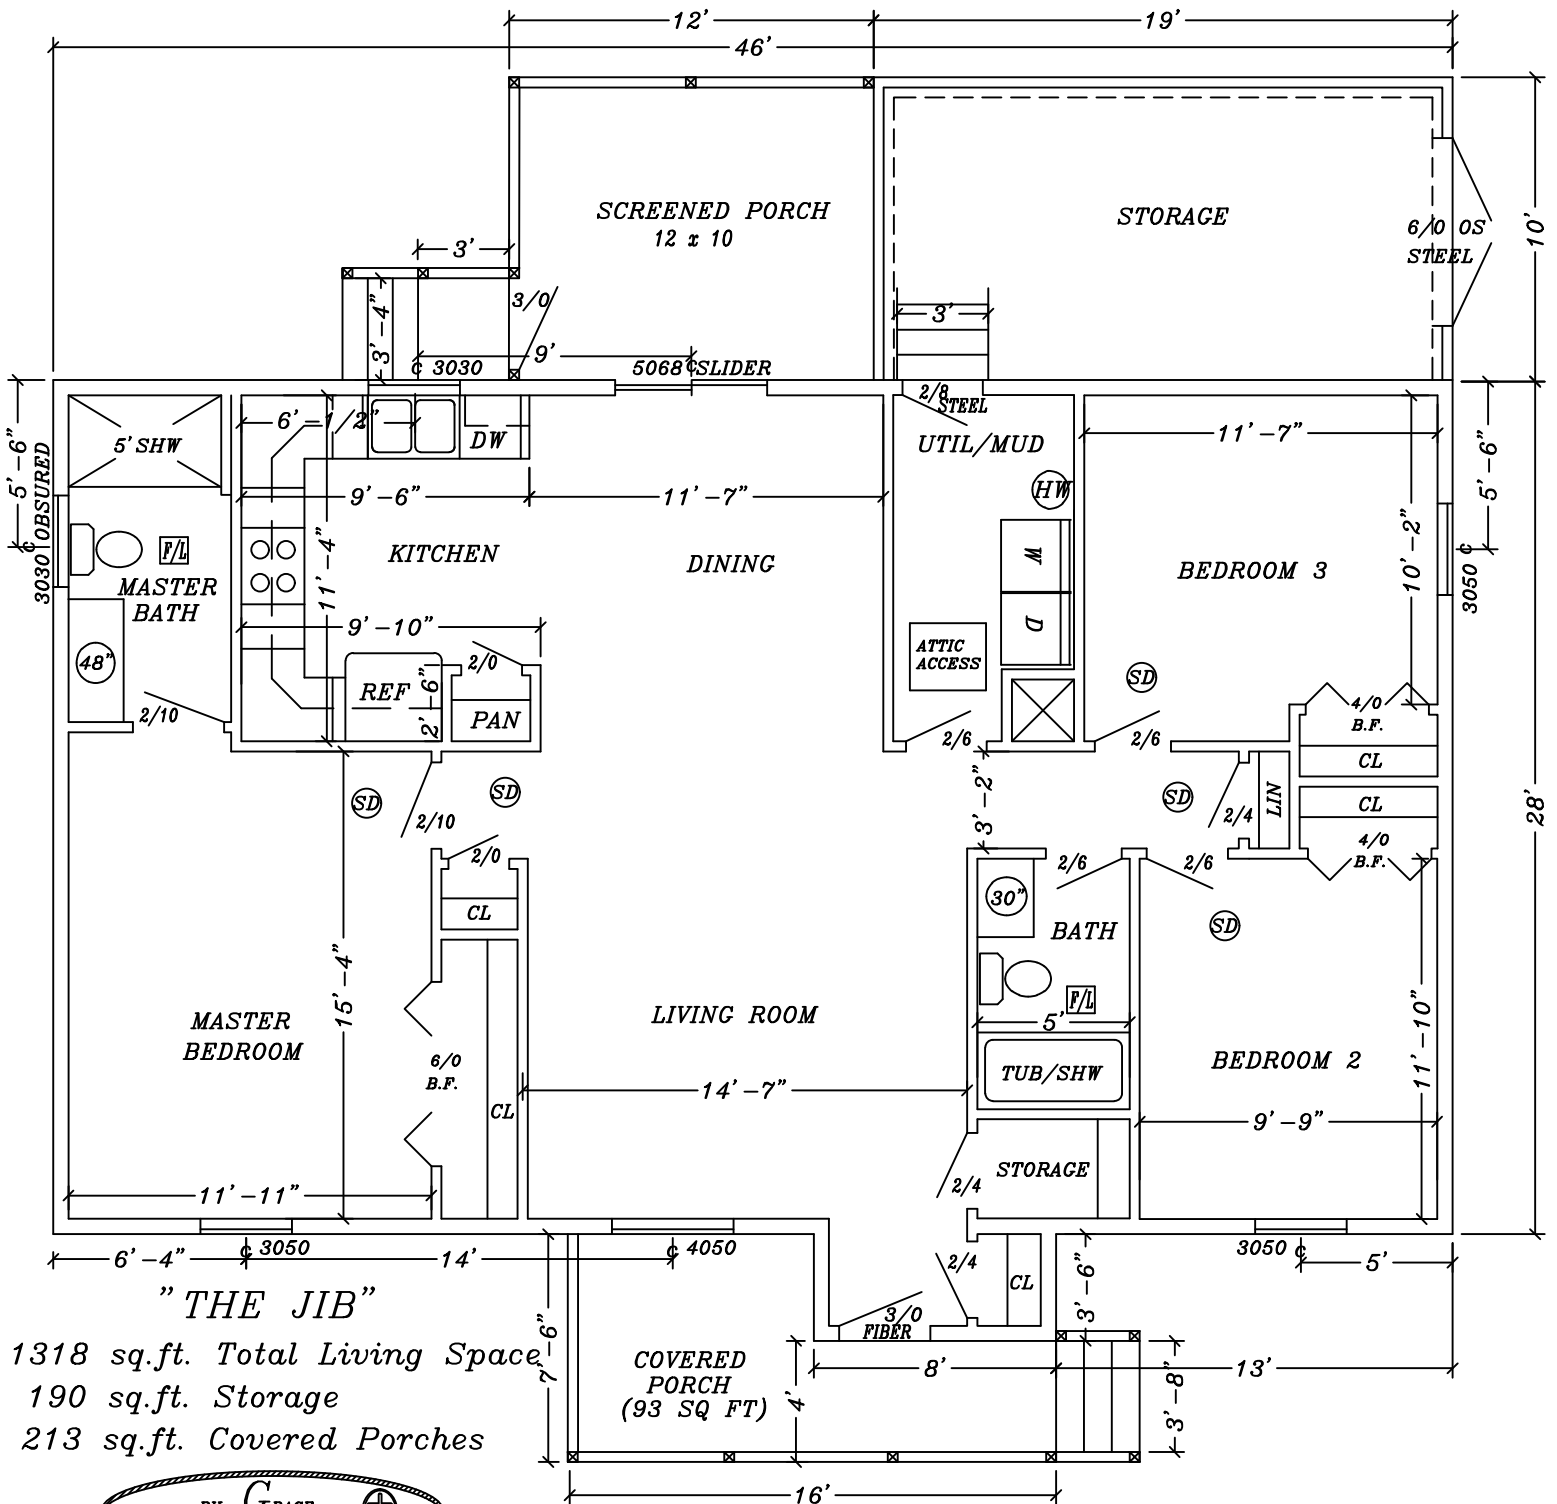 12'
19'
46'
SCREENED PORCH
12 x 10
STORAGE
6/0 OS
STEEL
10'
3'
3'-4"
3/0
9'
3'
C 3030
5068 C SLIDER
2/8
STEEL
5'-6"
3030 C OBSURED
5' SHW
6'-1/2"
DW
UTIL/MUD
11'-7"
5'-6"
9'-6"
11'-7"
HW
10'-2"
F/L
KITCHEN
DINING
W
BEDROOM 3
3050 C
MASTER
BATH
11'-4"
9'-10"
D
ATTIC
ACCESS
48"
2/0
REF
2'-6"
PAN
SD
2/10
2/6
2/6
4/0
B.F.
CL
SD
SD
2/10
3'-2"
SD
2/4
LIN
CL
28'
2/0
2/6
2/6
4/0
B.F.
CL
30"
BATH
SD
15'-4"
MASTER
BEDROOM
LIVING ROOM
F/L
5'
11'-10"
6/0
B.F.
TUB/SHW
BEDROOM 2
14'-7"
CL
9'-9"
STORAGE
11'-11"
2/4
6'-4"
C 3050
14'
C 4050
2/4
CL
3'-6"
3050 C
5'
"THE JIB"
3/0
FIBER
1318 sq.ft. Total Living Space
7'-6"
COVERED
PORCH
(93 SQ FT)
4'
8'
13'
3'-8"
190 sq.ft. Storage
213 sq.ft. Covered Porches
16'